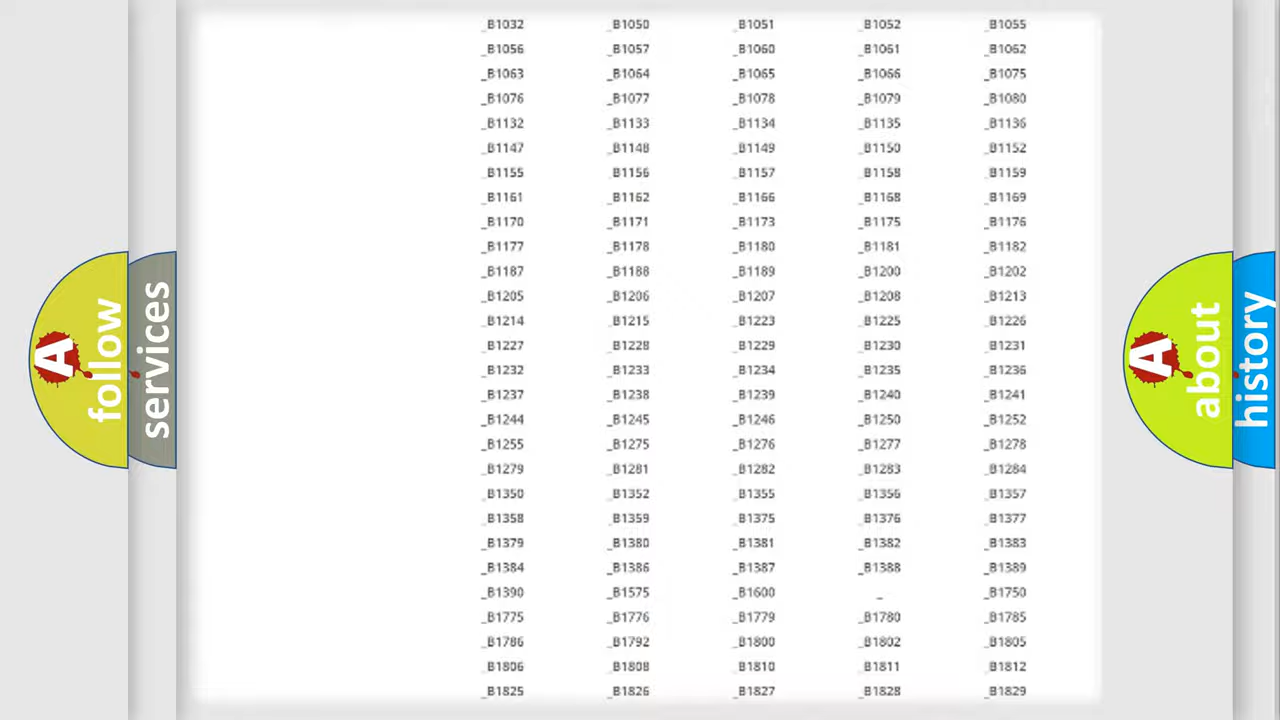 _B1032 _B1050 _B1051 _B1052 _B1055
_B1056 _B1057 _B1060 _B1061 _B1062
_B1063 _B1064 _B1065 _B1066 _B1075
_B1076 _B1077 _B1078 _B1079 _B1080
_B1132 _B1133 _B1134 _B1135 _B1136
_B1147 _B1148 _B1149 _B1150 _B1152
_B1155 _B1156 _B1157 _B1158 _B1159
_B1161 _B1162 _B1166 _B1168 _B1169
_B1170 _B1171 _B1173 _B1175 _B1176
_B1177 _B1178 _B1180 _B1181 _B1182
_B1187 _B1188 _B1189 _B1200 _B1202
_B1205 _B1206 _B1207 _B1208 _B1213
_B1214 _B1215 _B1223 _B1225 _B1226
_B1227 _B1228 _B1229 _B1230 _B1231
_B1232 _B1233 _B1234 _B1235 _B1236
_B1237 _B1238 _B1239 _B1240 _B1241
_B1244 _B1245 _B1246 _B1250 _B1252
_B1255 _B1275 _B1276 _B1277 _B1278
_B1279 _B1281 _B1282 _B1283 _B1284
_B1350 _B1352 _B1355 _B1356 _B1357
_B1358 _B1359 _B1375 _B1376 _B1377
_B1379 _B1380 _B1381 _B1382 _B1383
_B1384 _B1386 _B1387 _B1388 _B1389
_B1390 _B1575 _B1600 _ _B1750
_B1775 _B1776 _B1779 _B1780 _B1785
_B1786 _B1792 _B1800 _B1802 _B1805
_B1806 _B1808 _B1810 _B1811 _B1812
_B1825 _B1826 _B1827 _B1828 _B1829
A follow
services
A about
history